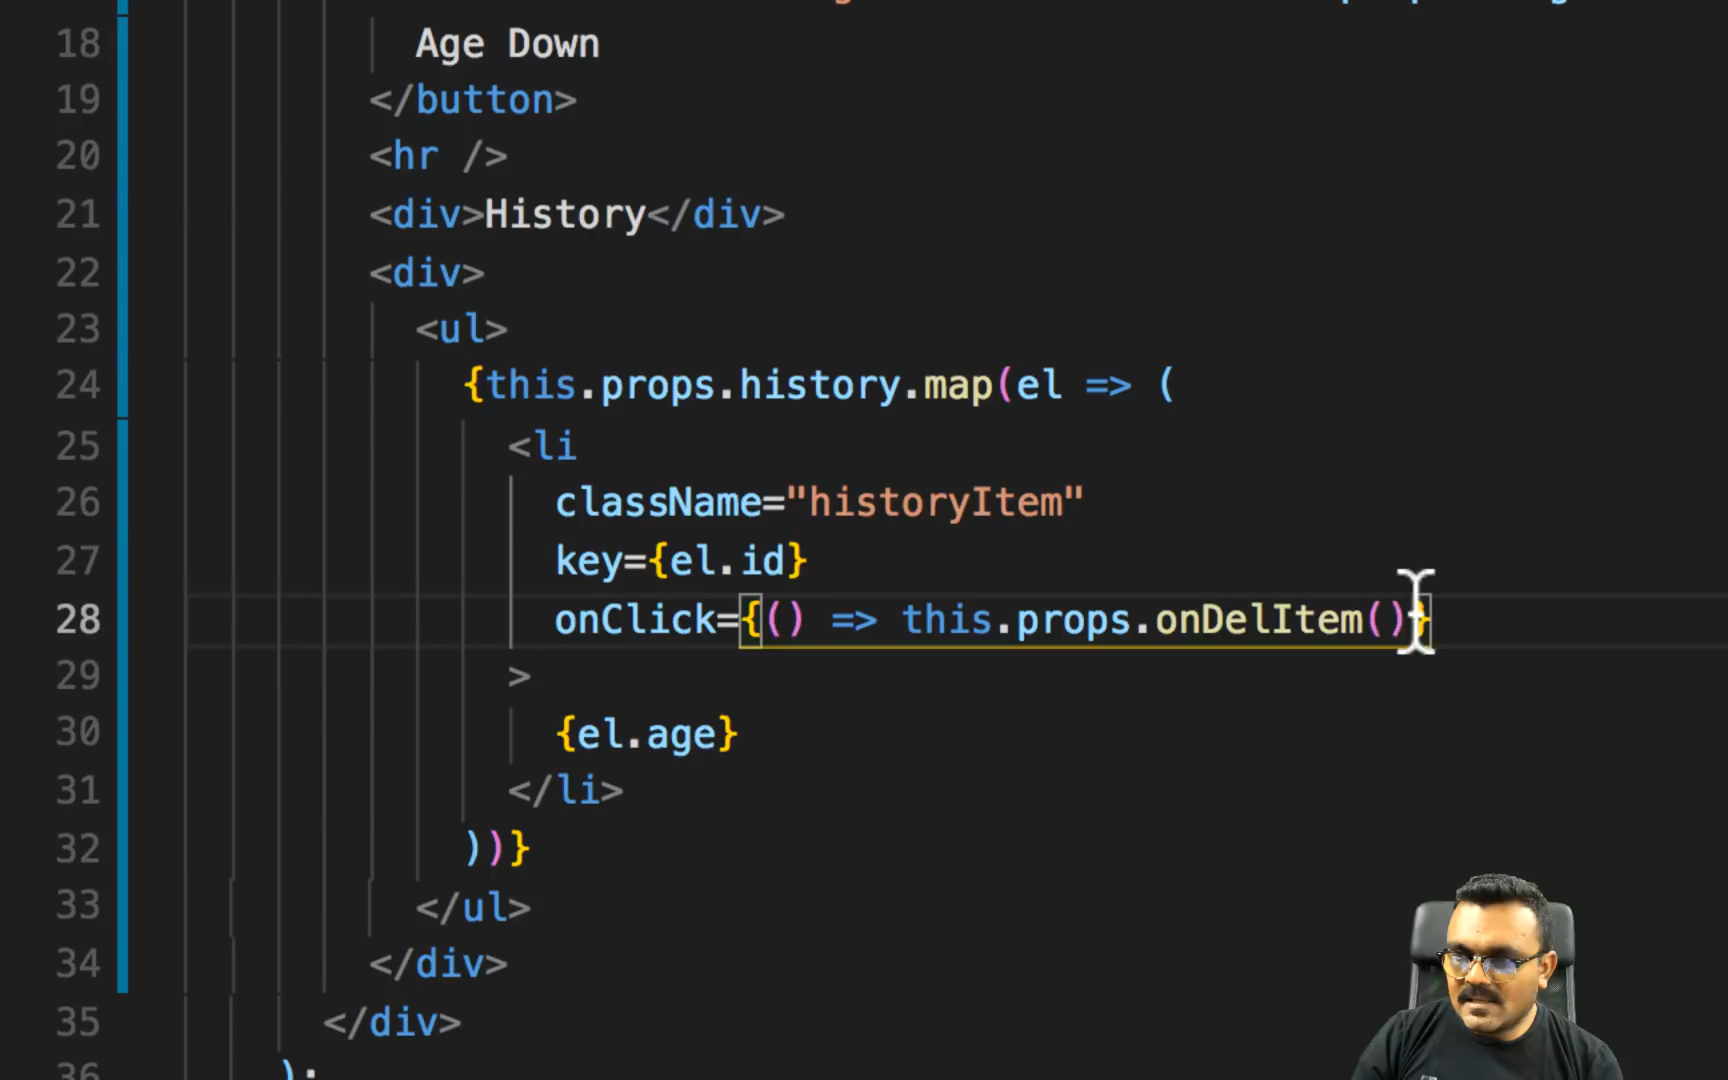 18 Age Down
19 </button>
20 <hr />
21 <div>History</div>
22 <div>
23 <ul>
24 {this.props.history.map(el => (
25 <li
26 className="historyItem"
27 key={el.id}
28 onClick={() => this.props.onDelItem()}
29 >
30 {el.age}
31 </li>
32 ))}
33 </ul>
34 </div>
35 </div>
36 );